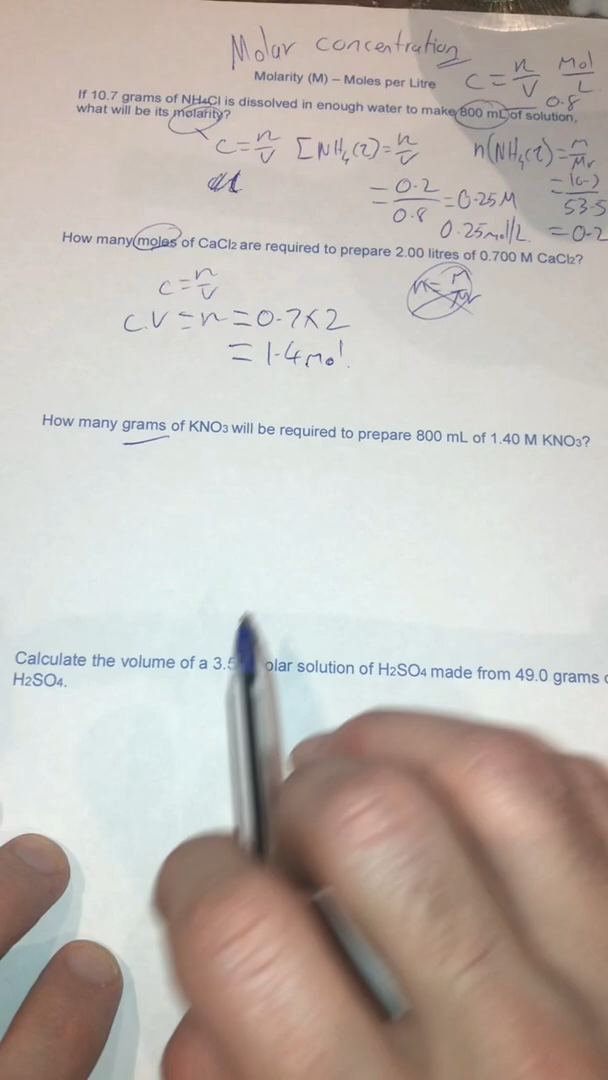 Molar concentration
Molarity (M) – Moles per Litre
c = n/V Mol/L
If 10.7 grams of NH4Cl is dissolved in enough water to make 800 mL of solution,
0.8
what will be its molarity?
c = n/v [NH4Cl] = n/v n(NH4Cl) = m/Mr
= 0.2/0.8 = 0.25M
53.5
0.25mol/L = 0.2
How many moles of CaCl2 are required to prepare 2.00 litres of 0.700 M CaCl2?
c = n/v n = m/Mr
c.v = n = 0.7 x 2
= 1.4 mol.
How many grams of KNO3 will be required to prepare 800 mL of 1.40 M KNO3?
Calculate the volume of a olar solution of H2SO4 made from 49.0 grams
H2SO4.